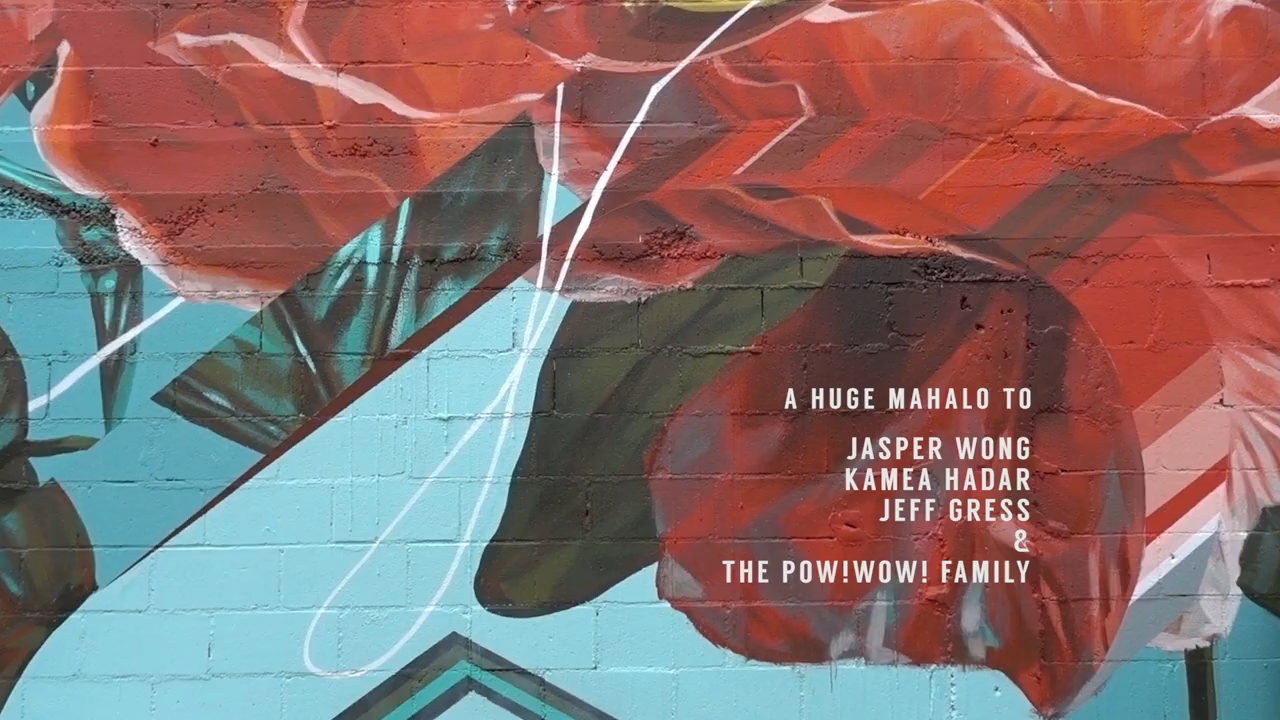 A HUGE MAHALO TO
JASPER WONG
KAMEA HADAR
JEFF GRESS
&
THE POW!WOW! FAMILY